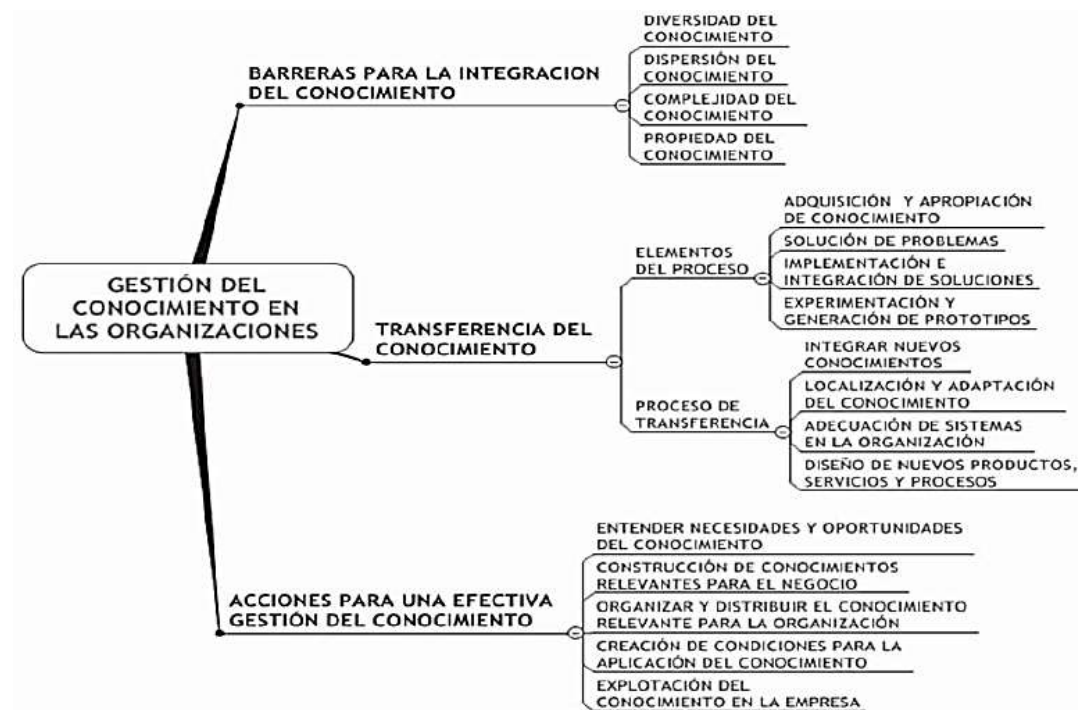 GESTIÓN DEL
CONOCIMIENTO EN
LAS ORGANIZACIONES
BARRERAS PARA LA INTEGRACION
DEL CONOCIMIENTO
DIVERSIDAD DEL
CONOCIMIENTO
DISPERSIÓN DEL
CONOCIMIENTO
COMPLEJIDAD DEL
CONOCIMIENTO
PROPIEDAD DEL
CONOCIMIENTO
TRANSFERENCIA DEL
CONOCIMIENTO
ELEMENTOS
DEL PROCESO
ADQUISICIÓN Y APROPIACIÓN
DE CONOCIMIENTO
SOLUCIÓN DE PROBLEMAS
IMPLEMENTACIÓN E
INTEGRACIÓN DE SOLUCIONES
EXPERIMENTACIÓN Y
GENERACIÓN DE PROTOTIPOS
PROCESO DE
TRANSFERENCIA
INTEGRAR NUEVOS
CONOCIMIENTOS
LOCALIZACIÓN Y ADAPTACIÓN
DEL CONOCIMIENTO
ADECUACIÓN DE SISTEMAS
EN LA ORGANIZACIÓN
DISEÑO DE NUEVOS PRODUCTOS,
SERVICIOS Y PROCESOS
ACCIONES PARA UNA EFECTIVA
GESTIÓN DEL CONOCIMIENTO
ENTENDER NECESIDADES Y OPORTUNIDADES
DEL CONOCIMIENTO
CONSTRUCCIÓN DE CONOCIMIENTOS
RELEVANTES PARA EL NEGOCIO
ORGANIZAR Y DISTRIBUIR EL CONOCIMIENTO
RELEVANTE PARA LA ORGANIZACIÓN
CREACIÓN DE CONDICIONES PARA LA
APLICACIÓN DEL CONOCIMIENTO
EXPLOTACIÓN DEL
CONOCIMIENTO EN LA EMPRESA